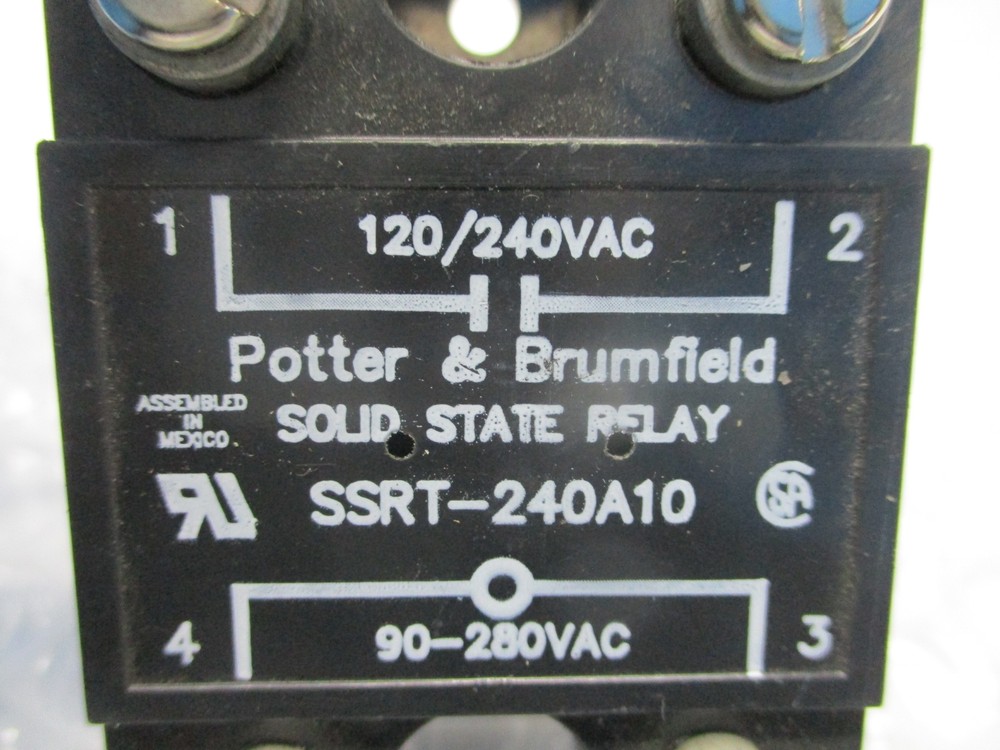 1 120/240VAC 2
Potter & Brumfield
ASSEMBLED
IN
MEXICO
SOLID STATE RELAY
SSRT-240A10
4 90-280VAC 3